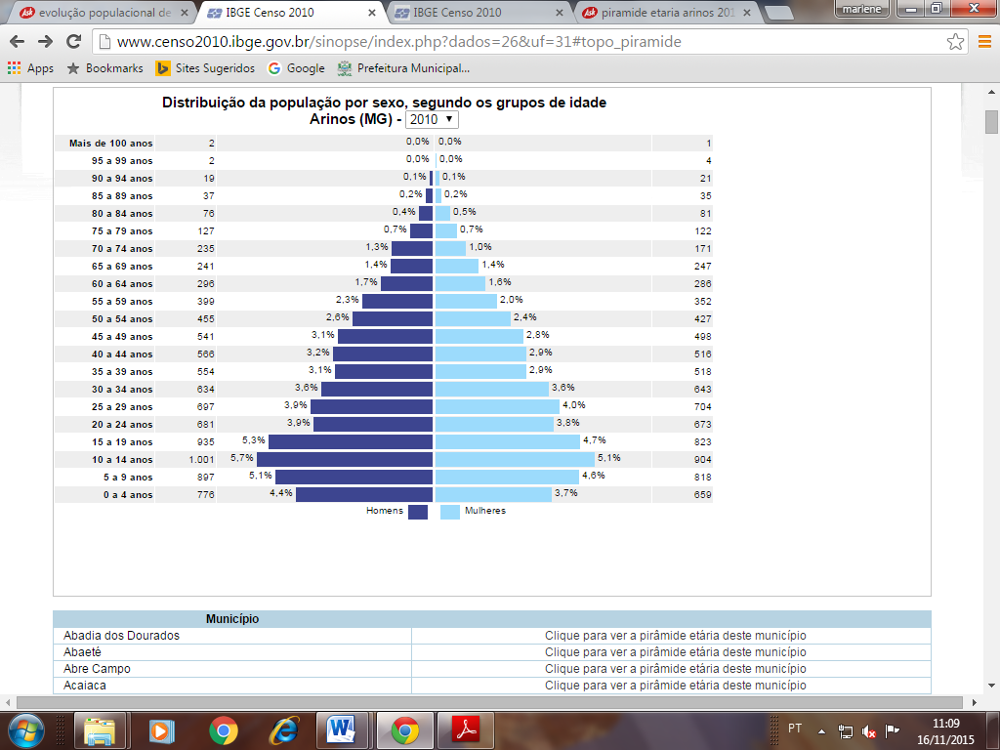 marlene
evolução populacional de
IBGE Censo 2010
IBGE Censo 2010
piramide etaria arinos 201
www.censo2010.ibge.gov.br/sinopse/index.php?dados=26&uf=31#topo_piramide
Apps Bookmarks Sites Sugeridos Google Prefeitura Municipal...
Distribuição da população por sexo, segundo os grupos de idade
Arinos (MG) - 2010
Mais de 100 anos 2 0,0% 0,0% 1
95 a 99 anos 2 0,0% 0,0% 4
90 a 94 anos 19 0,1% 0,1% 21
85 a 89 anos 37 0,2% 0,2% 35
80 a 84 anos 76 0,4% 0,5% 81
75 a 79 anos 127 0,7% 0,7% 122
70 a 74 anos 235 1,3% 1,0% 171
65 a 69 anos 241 1,4% 1,4% 247
60 a 64 anos 296 1,7% 1,6% 286
55 a 59 anos 399 2,3% 2,0% 352
50 a 54 anos 455 2,6% 2,4% 427
45 a 49 anos 541 3,1% 2,8% 498
40 a 44 anos 566 3,2% 2,9% 516
35 a 39 anos 554 3,1% 2,9% 518
30 a 34 anos 634 3,6% 3,6% 643
25 a 29 anos 697 3,9% 4,0% 704
20 a 24 anos 681 3,9% 3,8% 673
15 a 19 anos 935 5,3% 4,7% 823
10 a 14 anos 1.001 5,7% 5,1% 904
5 a 9 anos 897 5,1% 4,6% 818
0 a 4 anos 776 4,4% 3,7% 659
Homens Mulheres
Município
Abadia dos Dourados Clique para ver a pirâmide etária deste município
Abaeté Clique para ver a pirâmide etária deste município
Abre Campo Clique para ver a pirâmide etária deste município
Acaiaca Clique para ver a pirâmide etária deste município
PT
11:09
16/11/2015